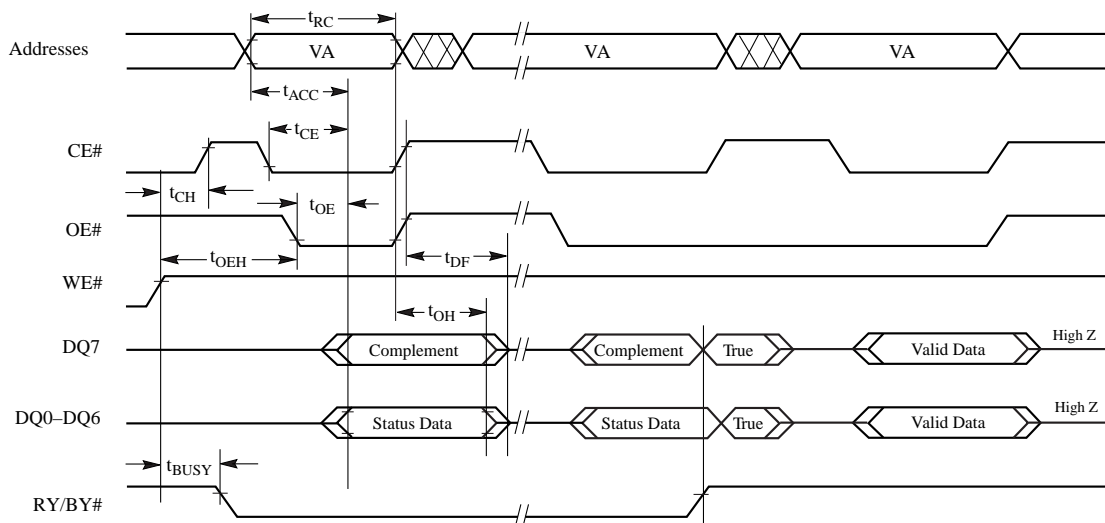 tRC
Addresses VA VA VA
tACC
tCE
CE#
tCH
tOE
OE#
tOEH tDF
WE#
tOH
DQ7 Complement Complement True Valid Data High Z
DQ0–DQ6 Status Data Status Data True Valid Data High Z
tBUSY
RY/BY#